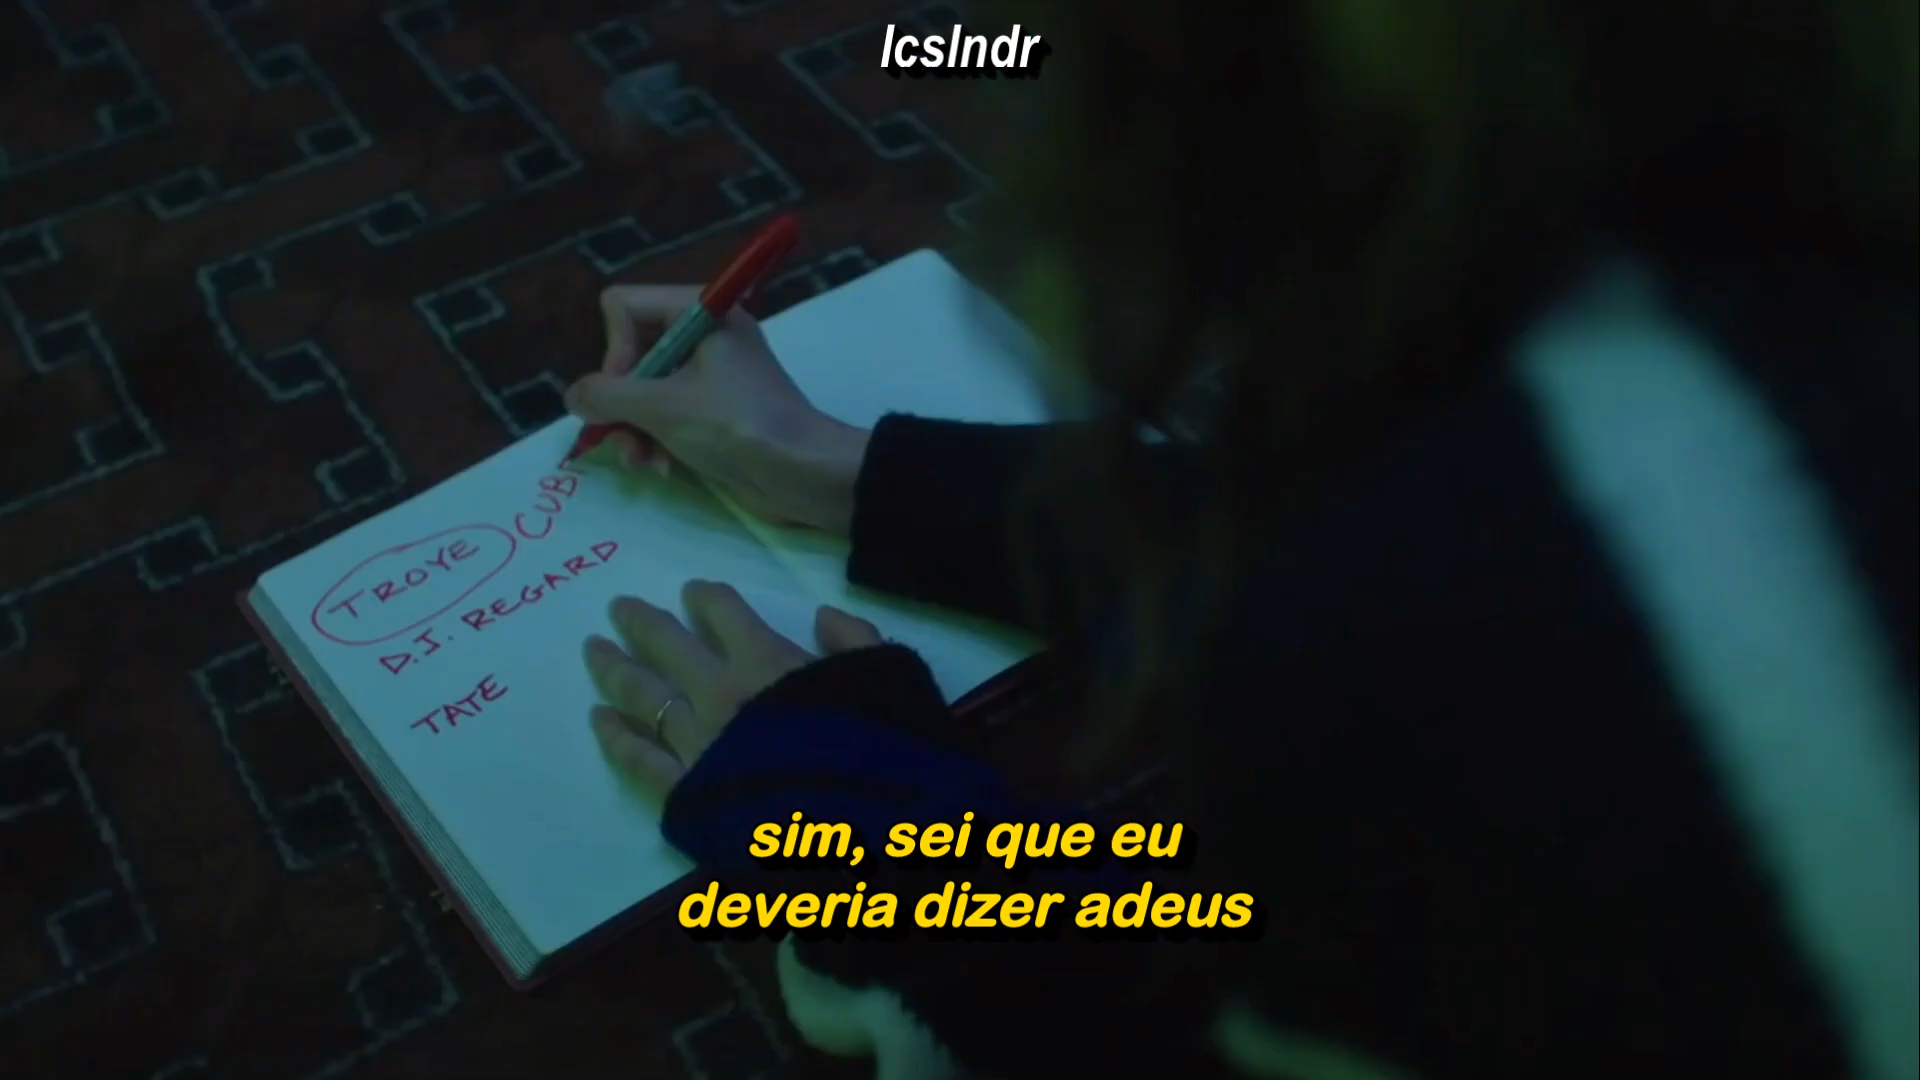 lcslndr
TROYE
CUB
D.J. REGARD
TATE
sim, sei que eu
deveria dizer adeus